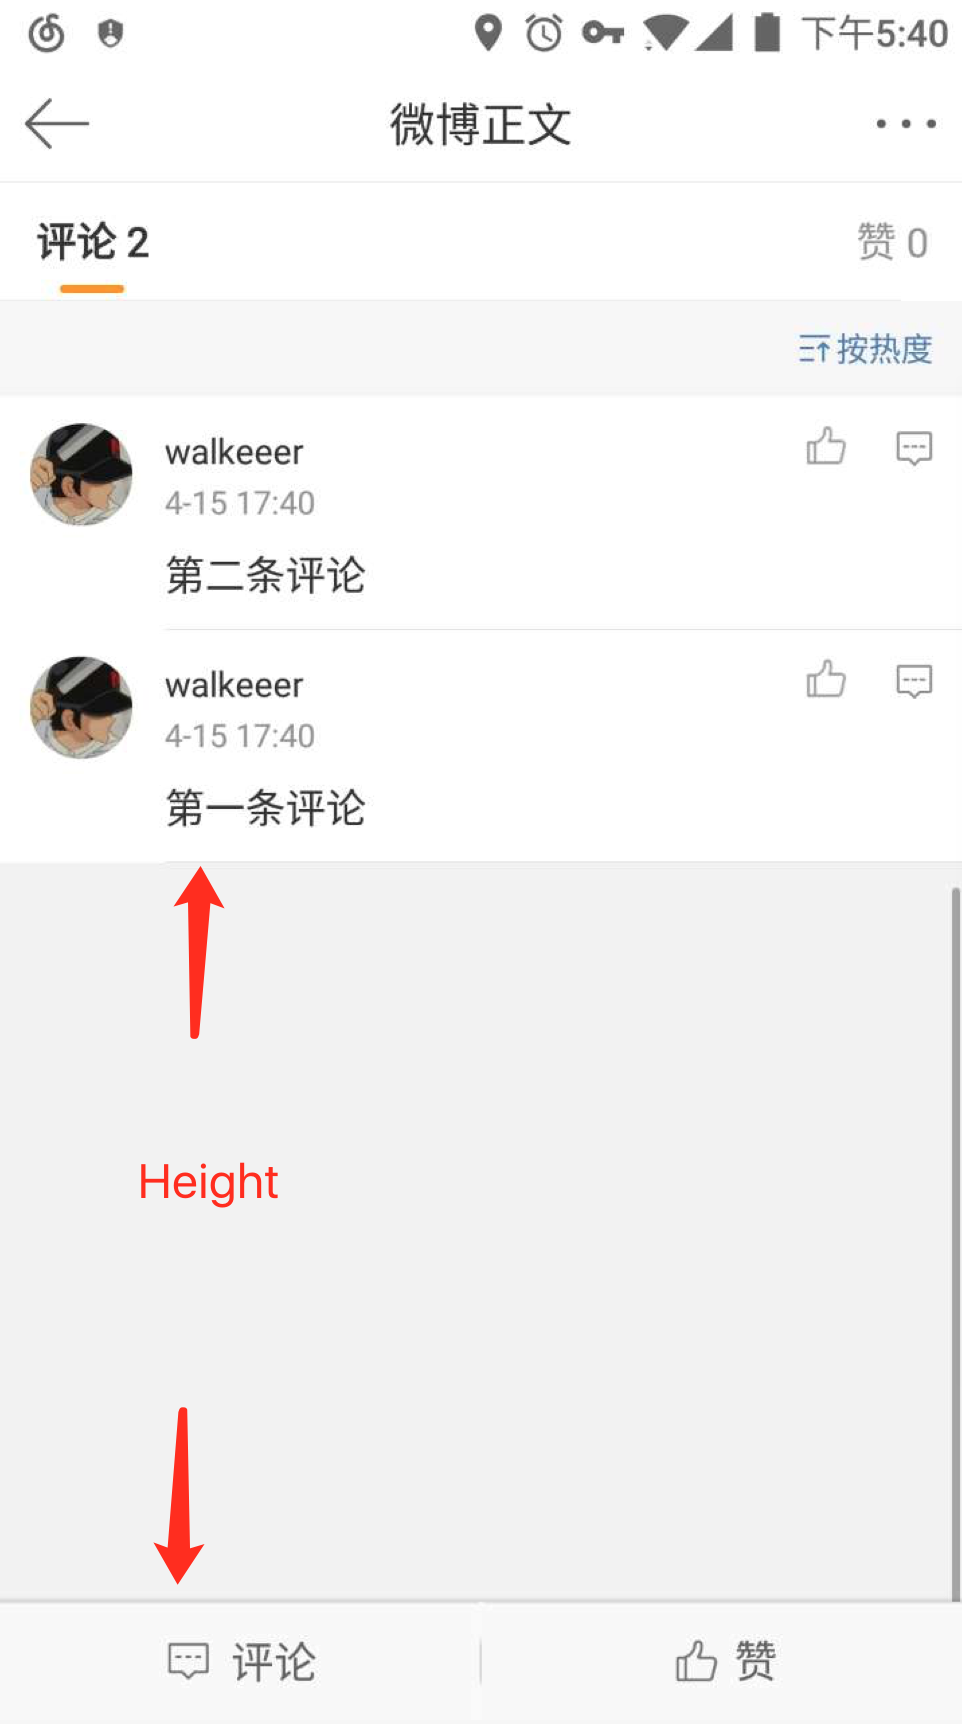 下午5:40
微博正文
评论 2
赞 0
按热度
walkeeer
4-15 17:40
第二条评论
walkeeer
4-15 17:40
第一条评论
Height
评论
赞